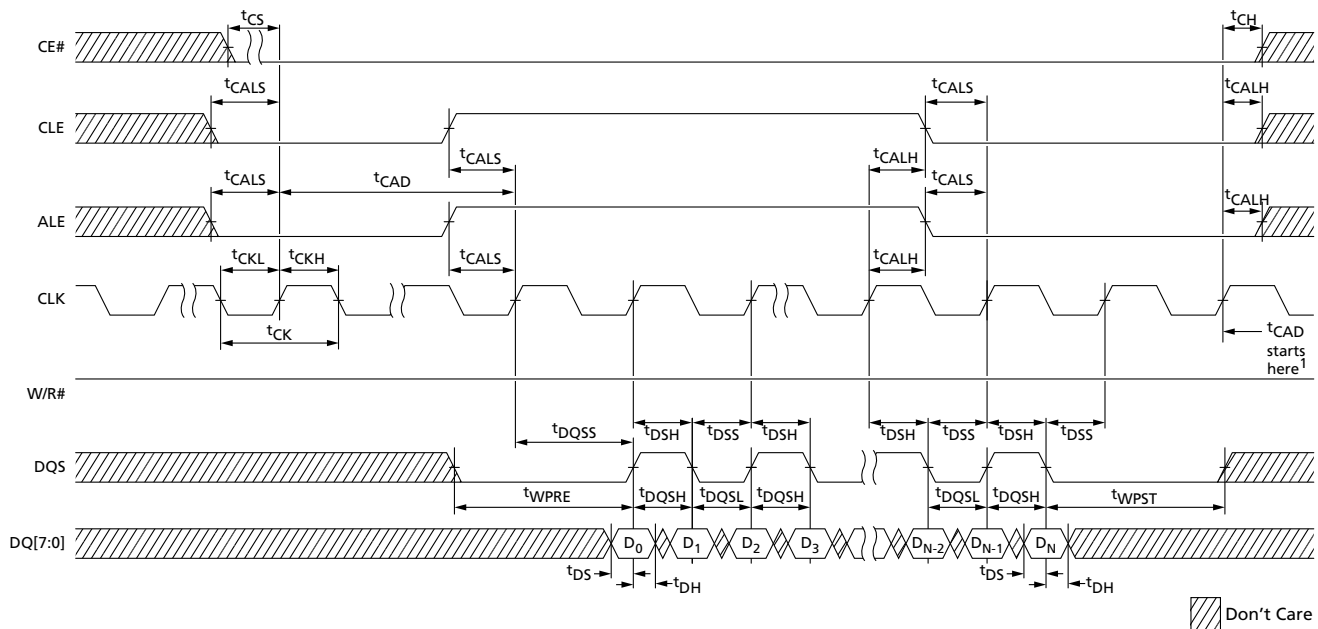 tCS tCH
CE#
tCALS tCALS tCALH
CLE
tCALS tCALH
tCALS tCAD tCALS
ALE tCALH
tCKL tCKH tCALS tCALH
CLK
tCK tCAD
starts
here1
W/R#
tDQSS tDSH tDSS tDSH tDSH tDSS tDSH tDSS
DQS
tWPRE tDQSH tDQSL tDQSH tDQSL tDQSH tWPST
DQ[7:0] D0 D1 D2 D3 DN-2 DN-1 DN
tDS tDH tDS tDH
Don't Care